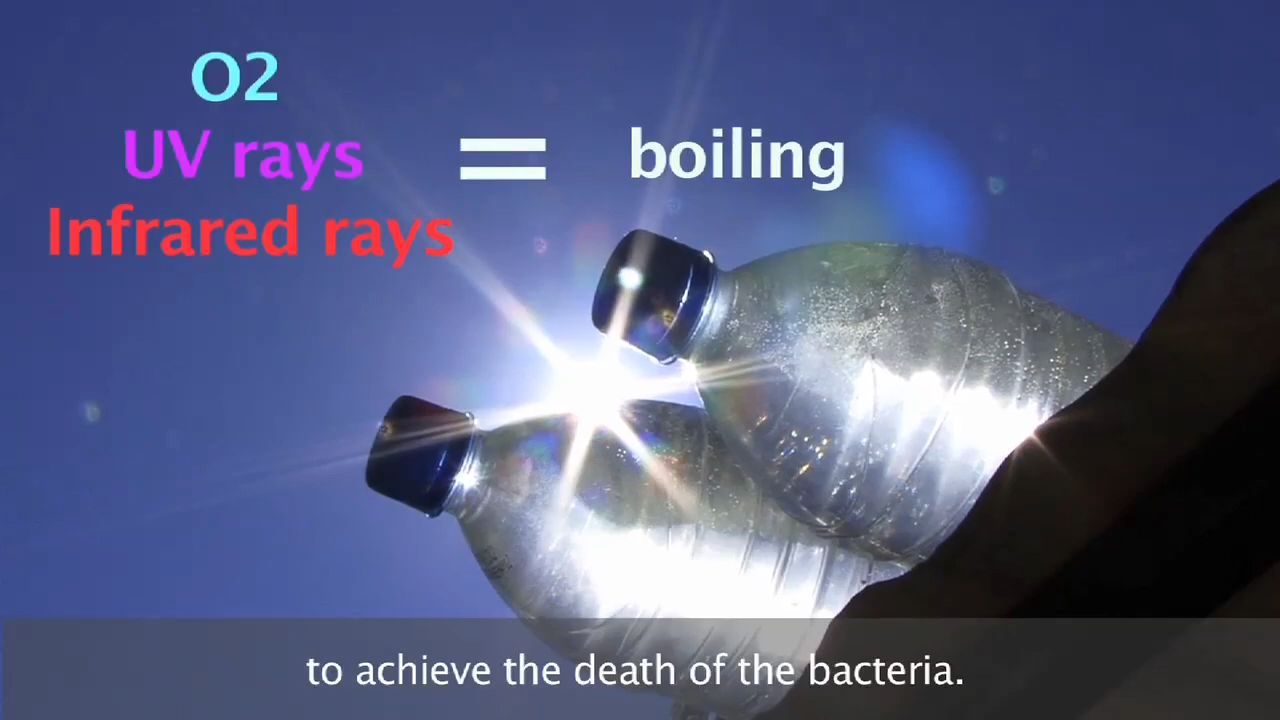 O2
UV rays
=
boiling
Infrared rays
to achieve the death of the bacteria.